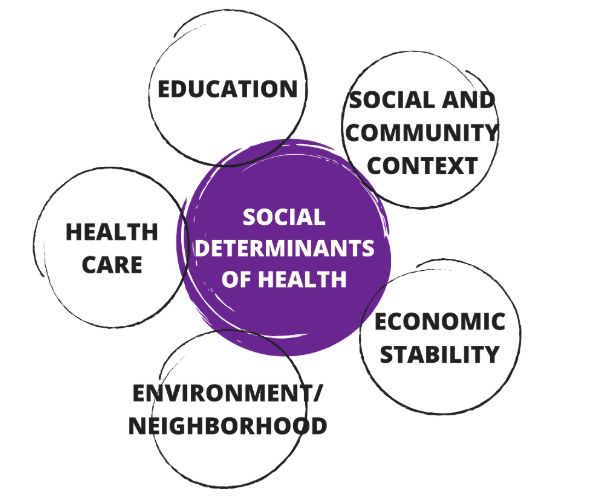 EDUCATION
SOCIAL AND
COMMUNITY
CONTEXT
SOCIAL
DETERMINANTS
OF HEALTH
HEALTH
CARE
ECONOMIC
STABILITY
ENVIRONMENT/
NEIGHBORHOOD